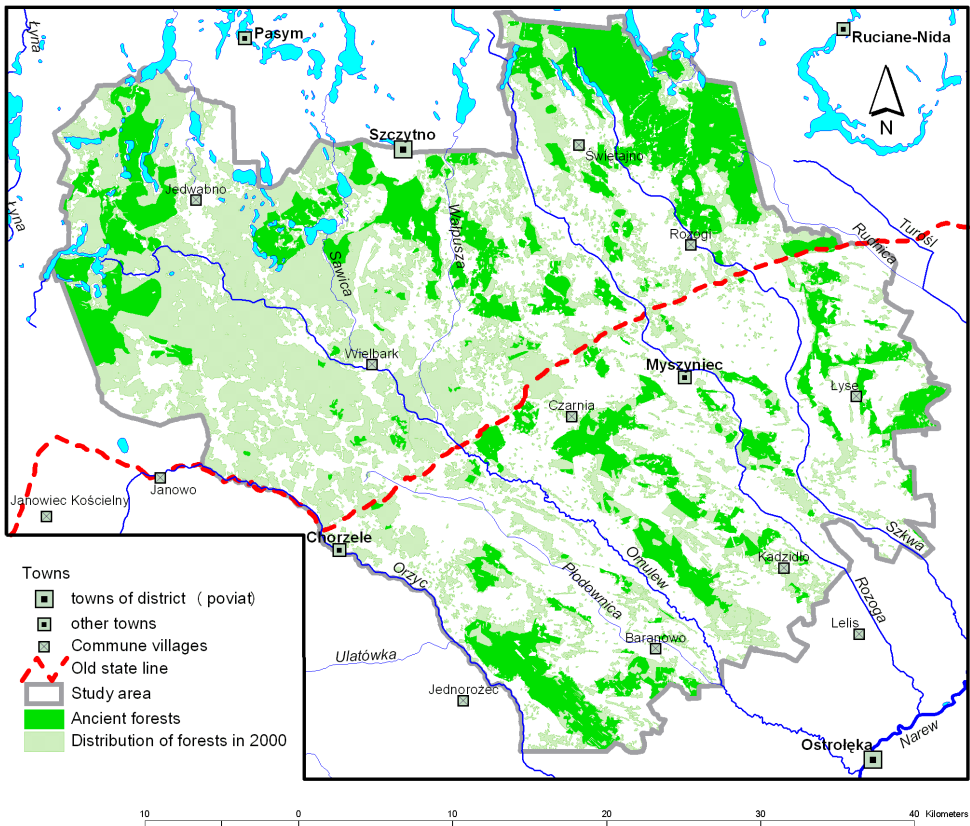 Łyna
Pasym
Ruciane-Nida
N
Szczytno
Świetajno
Jedwabno
Łyna
Wałpusza
Sawica
Rozogi
Rudnica
Turośl
Wielbark
Myszyniec
Łyse
Czarnia
Janowo
Janowiec Kościelny
Chorzele
Orzyc
Omulew
Płodownica
Kadzidło
Szkwa
Rozoga
Lelis
Baranowo
Ulatówka
Jednorożec
Ostrołęka
Narew
Towns
towns of district ( poviat)
other towns
Commune villages
Old state line
Study area
Ancient forests
Distribution of forests in 2000
10 0 10 20 30 40 Kilometers